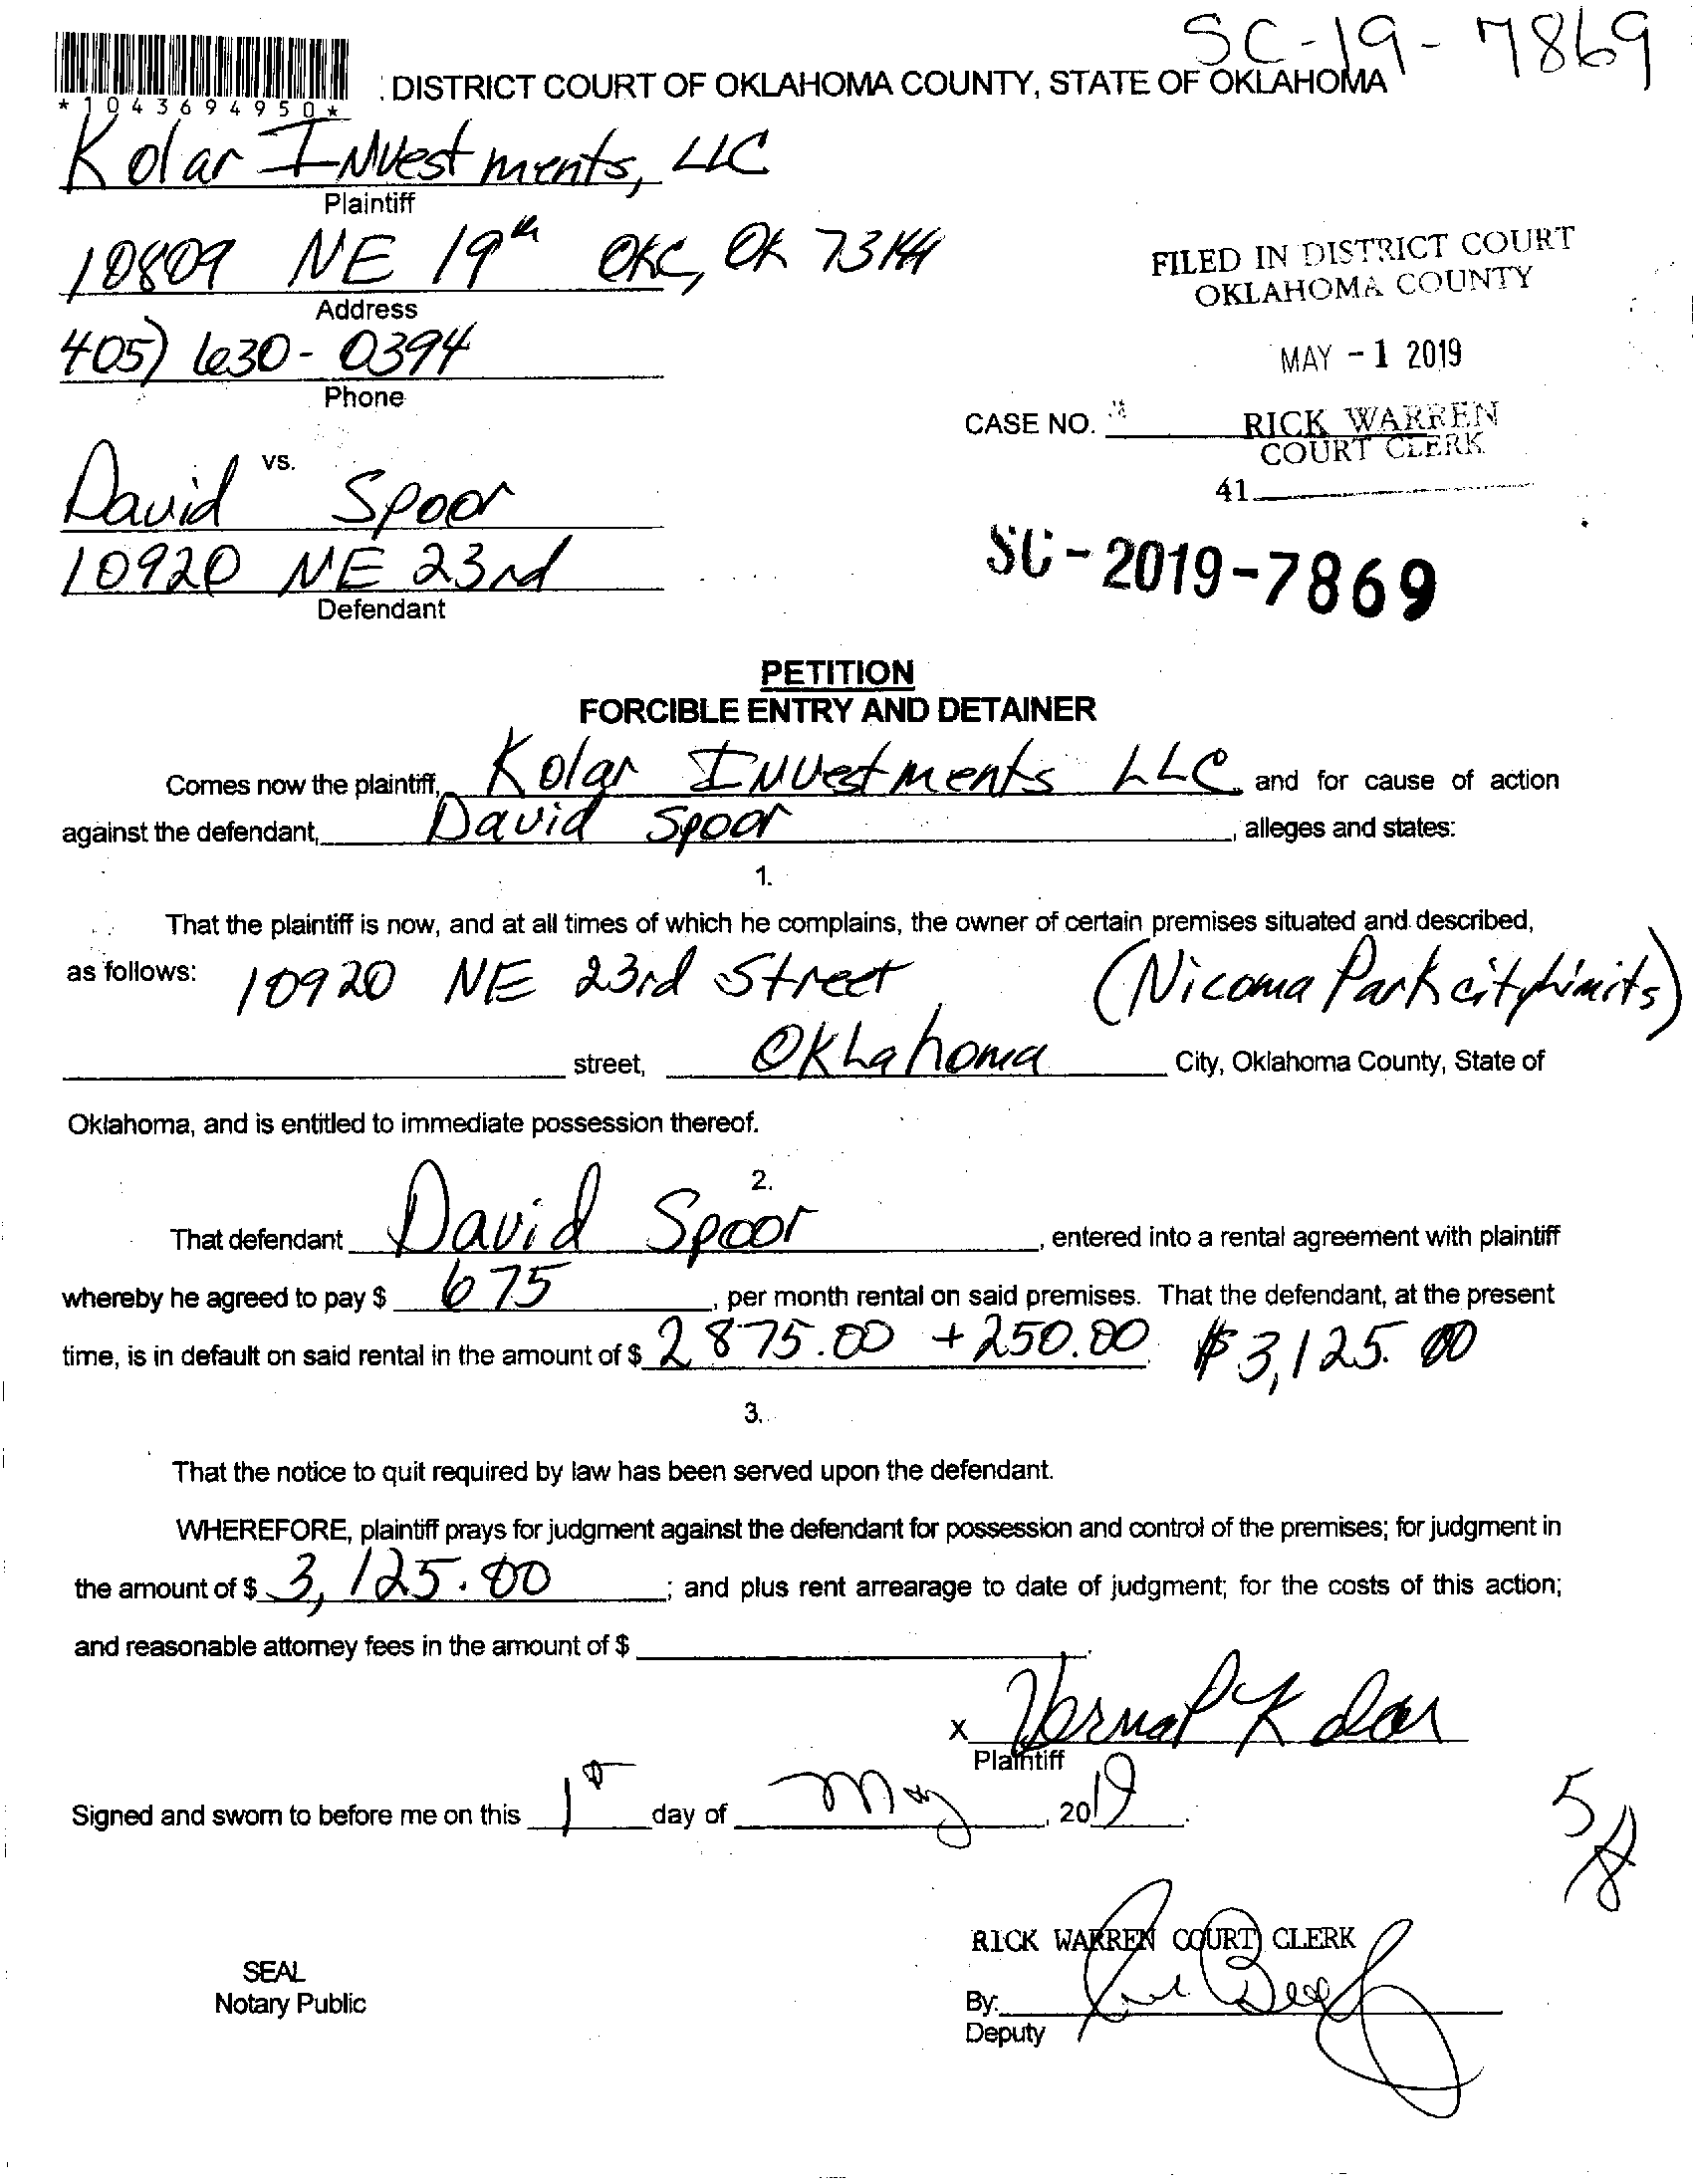 SC-19-7869
*1043694950*
: DISTRICT COURT OF OKLAHOMA COUNTY, STATE OF OKLAHOMA
Kolar Investments, LLC
Plaintiff
10809 NE 19th OKC, OK 73141
Address
405) 630-0394
Phone
FILED IN DISTRICT COURT
OKLAHOMA COUNTY
MAY -1 2019
CASE NO. RICK WARREN
COURT CLERK
41
vs.
David Spoor
10920 NE 23rd
Defendant
SC-2019-7869
PETITION
FORCIBLE ENTRY AND DETAINER
Comes now the plaintiff, Kolar Investments LLC, and for cause of action
against the defendant, David Spoor, alleges and states:
1.
That the plaintiff is now, and at all times of which he complains, the owner of certain premises situated and described,
as follows: 10920 NE 23rd Street (Nicoma Park city limits)
street, Oklahoma City, Oklahoma County, State of
Oklahoma, and is entitled to immediate possession thereof.
2.
That defendant David Spoor, entered into a rental agreement with plaintiff
whereby he agreed to pay $ 675, per month rental on said premises. That the defendant, at the present
time, is in default on said rental in the amount of $ 2875.00 + 250.00 $3,125.00
3.
That the notice to quit required by law has been served upon the defendant.
WHEREFORE, plaintiff prays for judgment against the defendant for possession and control of the premises; for judgment in
the amount of $ 3,125.00; and plus rent arrearage to date of judgment; for the costs of this action;
and reasonable attorney fees in the amount of $
x Kolar
Plaintiff
Signed and sworn to before me on this 1st day of May, 2019.
5/8
RICK WARREN COURT CLERK
SEAL
Notary Public
By:
Deputy